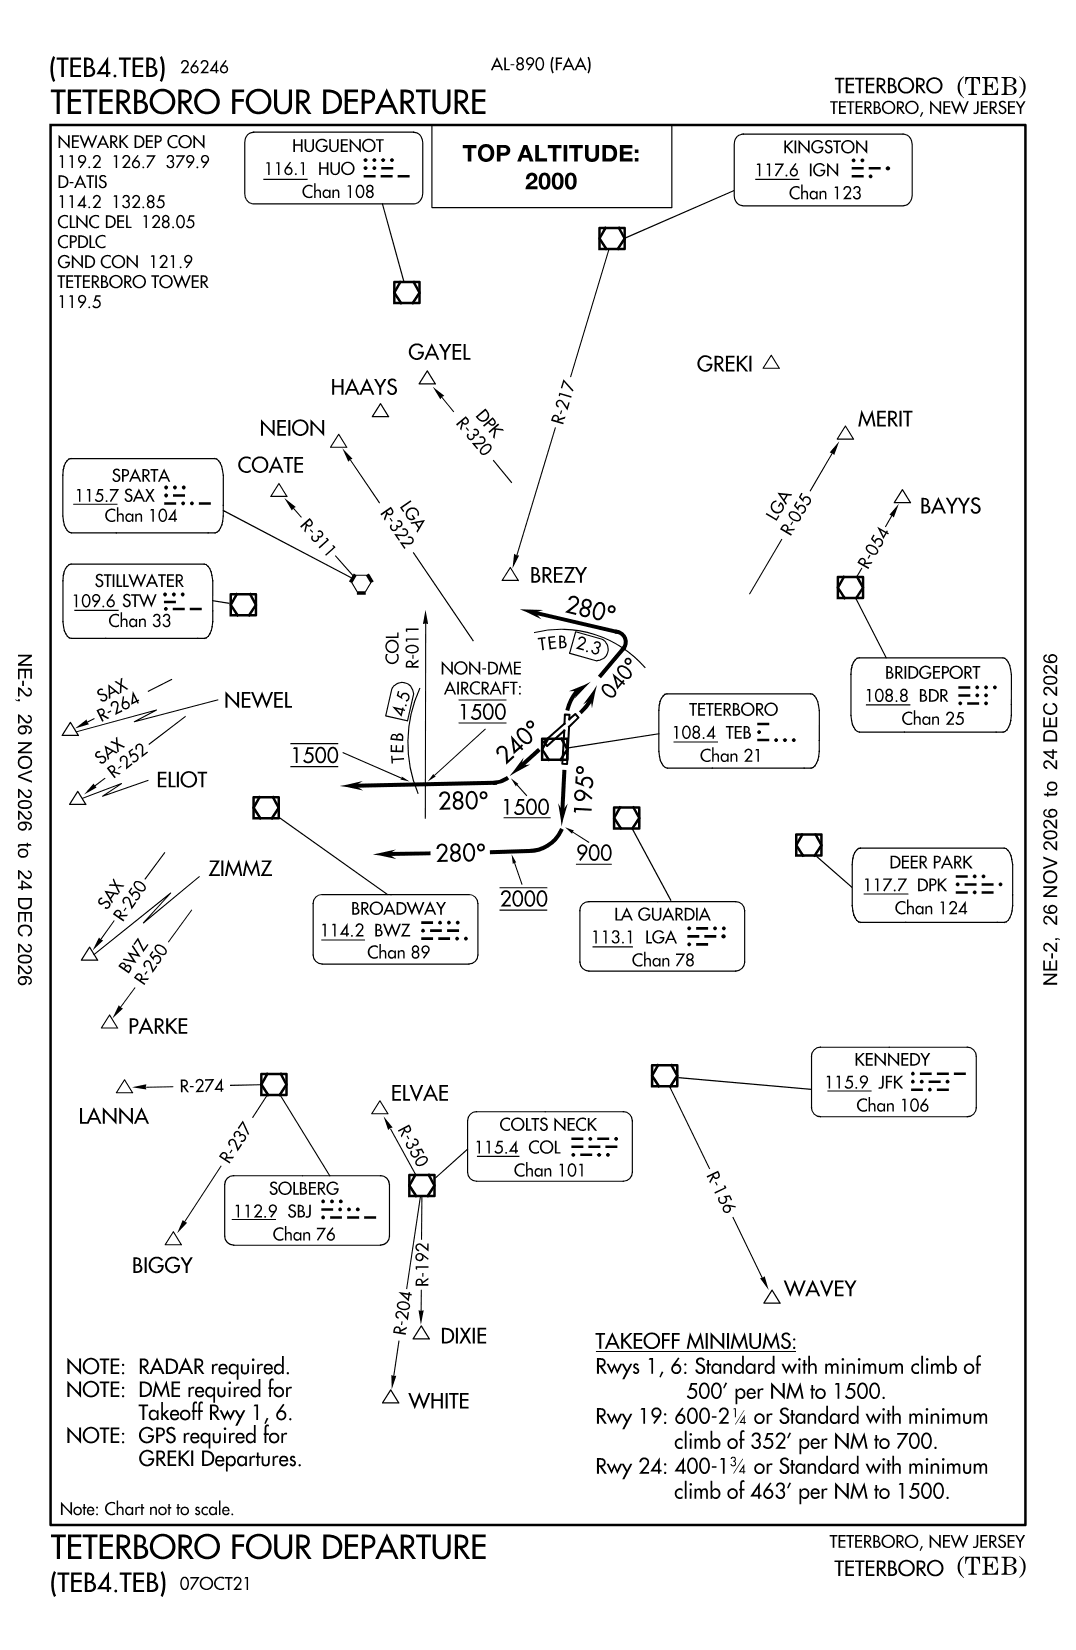 (TEB4.TEB) 26246
AL-890 (FAA)
TETERBORO (TEB)
TETERBORO FOUR DEPARTURE
TETERBORO, NEW JERSEY
NEWARK DEP CON
119.2 126.7 379.9
D-ATIS
114.2 132.85
CLNC DEL 128.05
CPDLC
GND CON 121.9
TETERBORO TOWER
119.5
HUGUENOT
116.1 HUO
Chan 108
TOP ALTITUDE:
2000
KINGSTON
117.6 IGN
Chan 123
GAYEL
HAAYS
NEION
COATE
GREKI
MERIT
BAYYS
BREZY
R-217
DPK
R-320
LGA
R-322
R-311
LGA
R-055
R-054
SPARTA
115.7 SAX
Chan 104
STILLWATER
109.6 STW
Chan 33
BRIDGEPORT
108.8 BDR
Chan 25
280°
TEB 2.3
040°
COL
R-011
TEB 4.5
NON-DME
AIRCRAFT:
1500
240°
1500
280°
1500
195°
900
280°
2000
TETERBORO
108.4 TEB
Chan 21
SAX
R-264
NEWEL
SAX
R-252
ELIOT
SAX
R-250
ZIMMZ
BWZ
R-250
PARKE
BROADWAY
114.2 BWZ
Chan 89
LA GUARDIA
113.1 LGA
Chan 78
DEER PARK
117.7 DPK
Chan 124
KENNEDY
115.9 JFK
Chan 106
R-156
WAVEY
LANNA
R-274
R-237
BIGGY
SOLBERG
112.9 SBJ
Chan 76
ELVAE
R-350
COLTS NECK
115.4 COL
Chan 101
R-192
R-204
DIXIE
WHITE
NOTE: RADAR required.
NOTE: DME required for
Takeoff Rwy 1, 6.
NOTE: GPS required for
GREKI Departures.
Note: Chart not to scale.
TAKEOFF MINIMUMS:
Rwys 1, 6: Standard with minimum climb of
500' per NM to 1500.
Rwy 19: 600-2¼ or Standard with minimum
climb of 352' per NM to 700.
Rwy 24: 400-1¾ or Standard with minimum
climb of 463' per NM to 1500.
NE-2, 26 NOV 2026 to 24 DEC 2026
NE-2, 26 NOV 2026 to 24 DEC 2026
TETERBORO FOUR DEPARTURE
TETERBORO, NEW JERSEY
(TEB4.TEB) 07OCT21
TETERBORO (TEB)